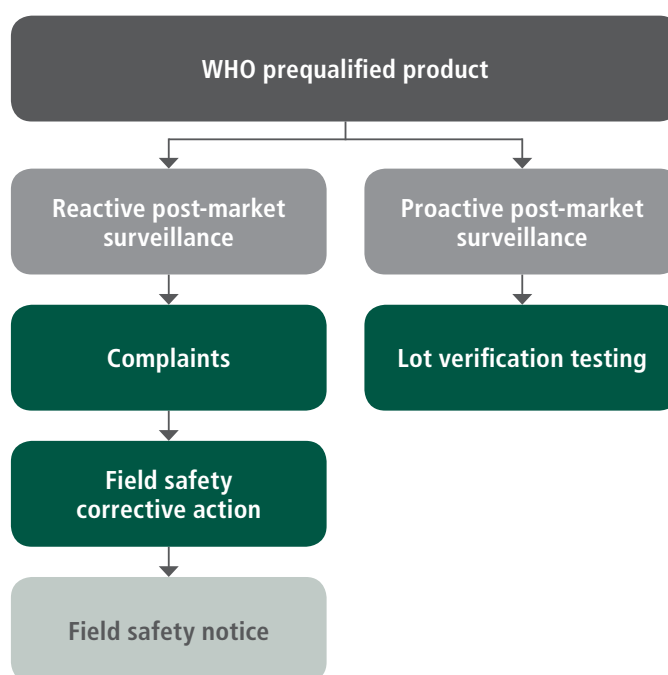 WHO prequalified product
Reactive post-market
surveillance
Proactive post-market
surveillance
Complaints
Lot verification testing
Field safety
corrective action
Field safety notice